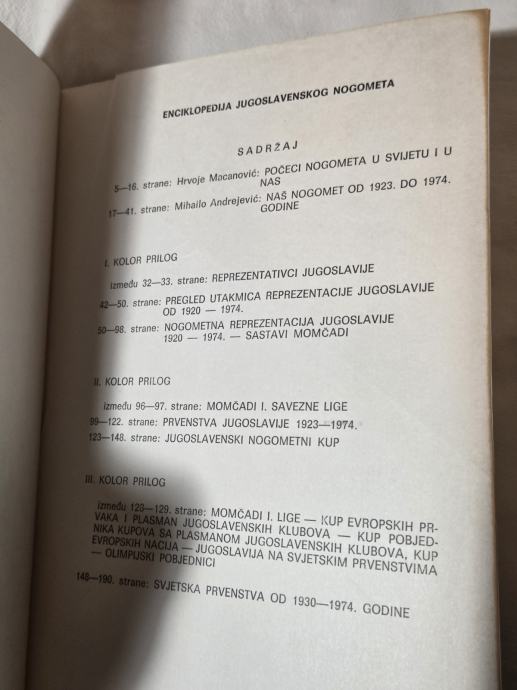 ENCIKLOPEDIJA JUGOSLAVENSKOG NOGOMETA
SADRŽAJ
5—16. strane: Hrvoje Macanović: POČECI NOGOMETA U SVIJETU I U
NAS
17—41. strane: Mihailo Andrejević: NAŠ NOGOMET OD 1923. DO 1974.
GODINE
I. KOLOR PRILOG
između 32—33. strane: REPREZENTATIVCI JUGOSLAVIJE
42—50. strane: PREGLED UTAKMICA REPREZENTACIJE JUGOSLAVIJE
OD 1920 — 1974.
50—98. strane: NOGOMETNA REPREZENTACIJA JUGOSLAVIJE
1920 — 1974. — SASTAVI MOMČADI
II. KOLOR PRILOG
između 96—97. strane: MOMČADI I. SAVEZNE LIGE
99—122. strane: PRVENSTVA JUGOSLAVIJE 1923—1974.
123—148. strane: JUGOSLAVENSKI NOGOMETNI KUP
III. KOLOR PRILOG
između 128—129. strane: MOMČADI I. LIGE — KUP EVROPSKIH PR-
VAKA I PLASMAN JUGOSLAVENSKIH KLUBOVA — KUP POBJED-
NIKA KUPOVA SA PLASMANOM JUGOSLAVENSKIH KLUBOVA, KUP
EVROPSKIH NACIJA — JUGOSLAVIJA NA SVJETSKIM PRVENSTVIMA
— OLIMPIJSKI POBJEDNICI
148—190. strane: SVJETSKA PRVENSTVA OD 1930—1974. GODINE